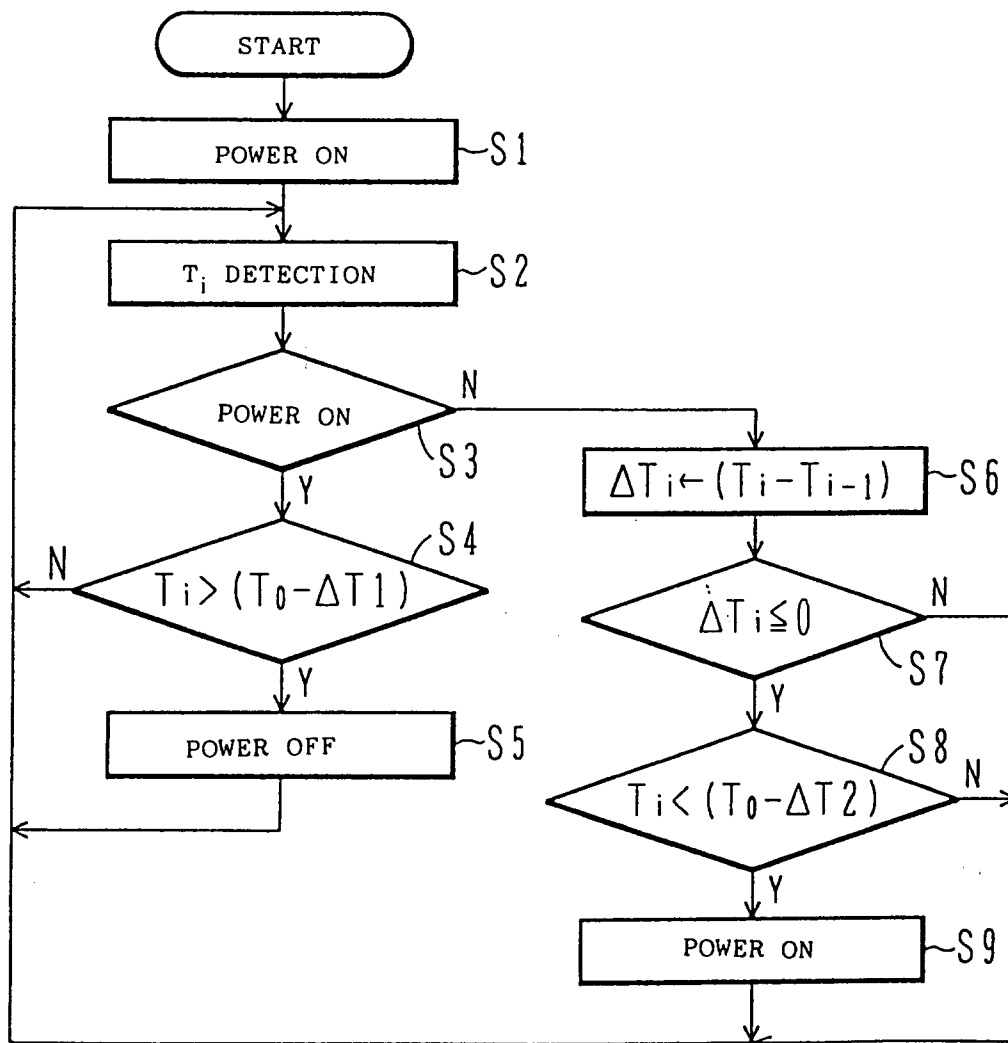 START
POWER ON
S1
Ti DETECTION
S2
POWER ON
S3
N
Y
Ti > (T0 - ΔT1)
S4
N
Y
POWER OFF
S5
ΔTi ← (Ti - Ti-1)
S6
ΔTi ≦ 0
S7
N
Y
Ti < (T0 - ΔT2)
S8
N
Y
POWER ON
S9